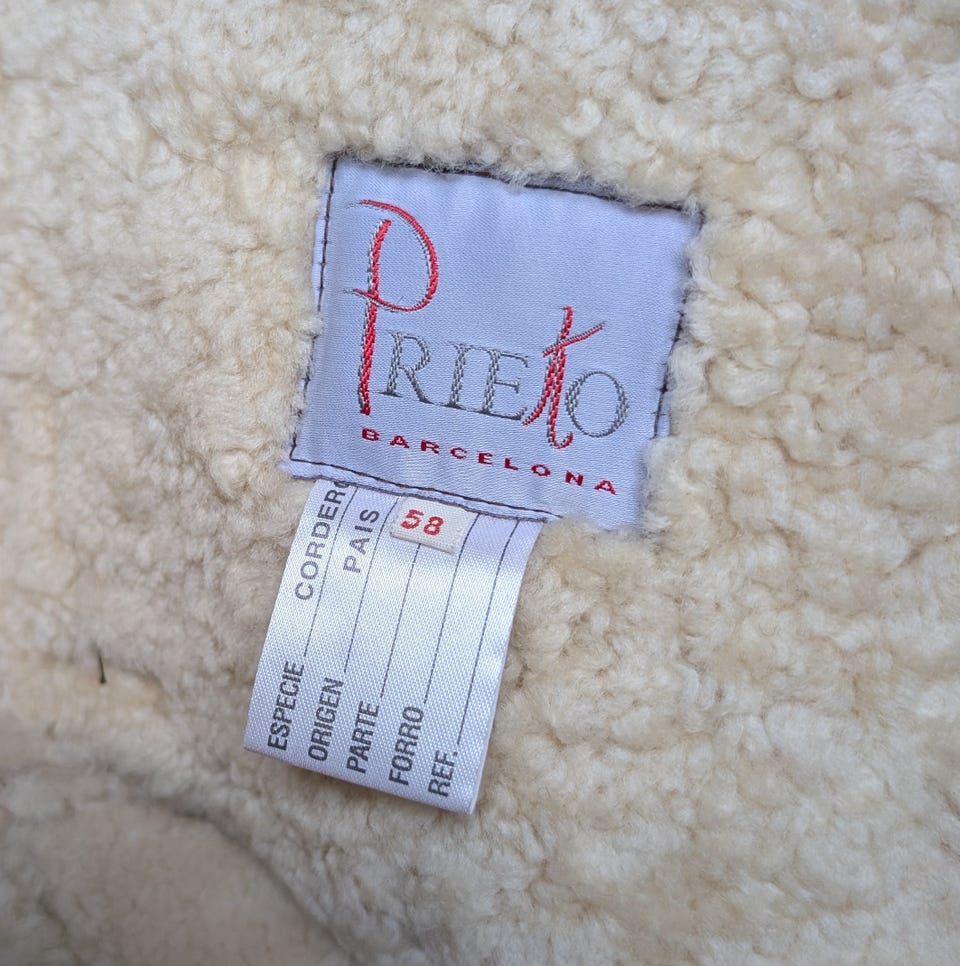 Prieto
BARCELONA
58
ESPECIE CORDERO
ORIGEN PAIS
PARTE
FORRO
REF.